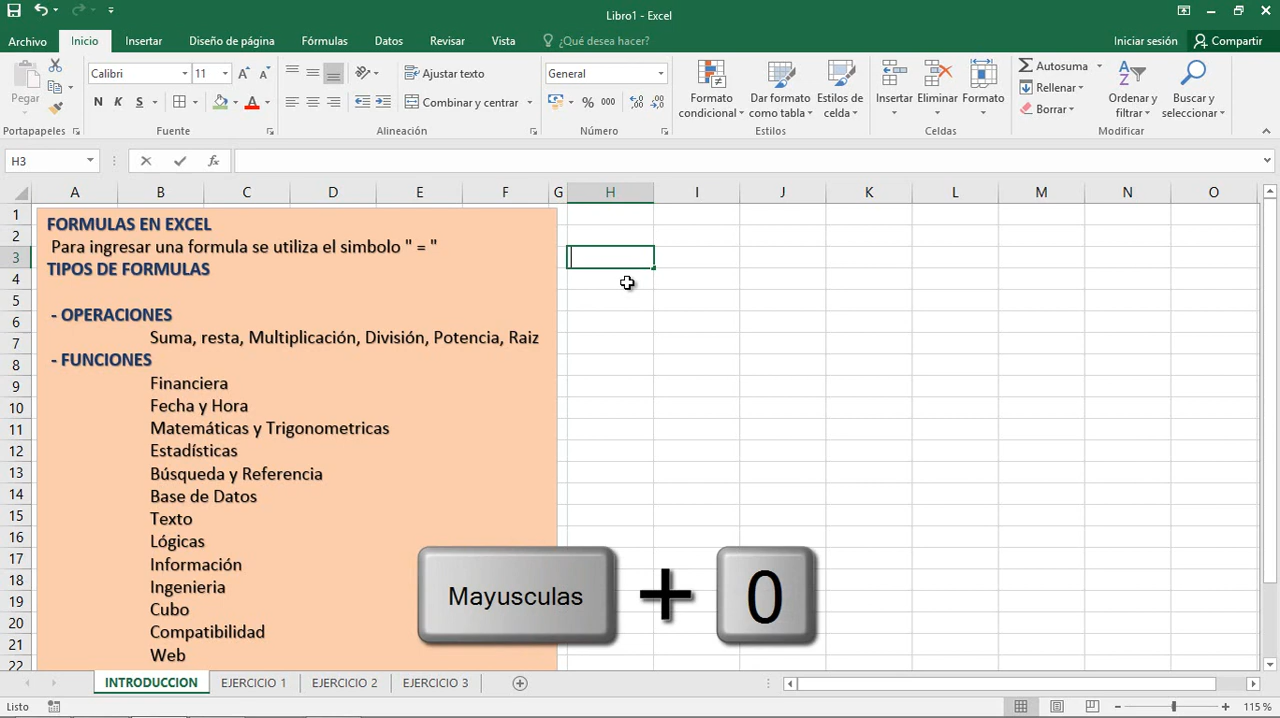 Libro1 - Excel
Archivo Inicio Insertar Diseño de página Fórmulas Datos Revisar Vista ¿Qué desea hacer? Iniciar sesión Compartir
Pegar
Calibri 11
N K S
A A
A
Ajustar texto
Combinar y centrar
General
% 000
Formato condicional
Dar formato como tabla
Estilos de celda
Insertar Eliminar Formato
Autosuma
Rellenar
Borrar
Ordenar y filtrar
Buscar y seleccionar
Portapapeles Fuente Alineación Número Estilos Celdas Modificar
H3 fx
A B C D E F G H I J K L M N O
1
2
3
4
5
6
7
8
9
10
11
12
13
14
15
16
17
18
19
20
21
22
FORMULAS EN EXCEL
Para ingresar una formula se utiliza el simbolo " = "
TIPOS DE FORMULAS
- OPERACIONES
Suma, resta, Multiplicación, División, Potencia, Raiz
- FUNCIONES
Financiera
Fecha y Hora
Matemáticas y Trigonometricas
Estadísticas
Búsqueda y Referencia
Base de Datos
Texto
Lógicas
Información
Ingenieria
Cubo
Compatibilidad
Web
Mayusculas + 0
INTRODUCCION EJERCICIO 1 EJERCICIO 2 EJERCICIO 3
Listo 115 %